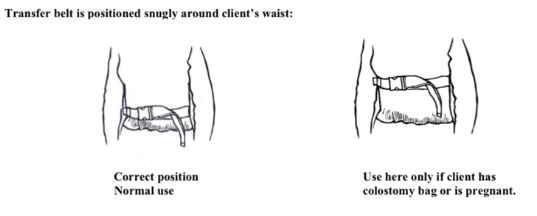 Transfer belt is positioned snugly around client's waist:
Correct position
Normal use
Use here only if client has
colostomy bag or is pregnant.